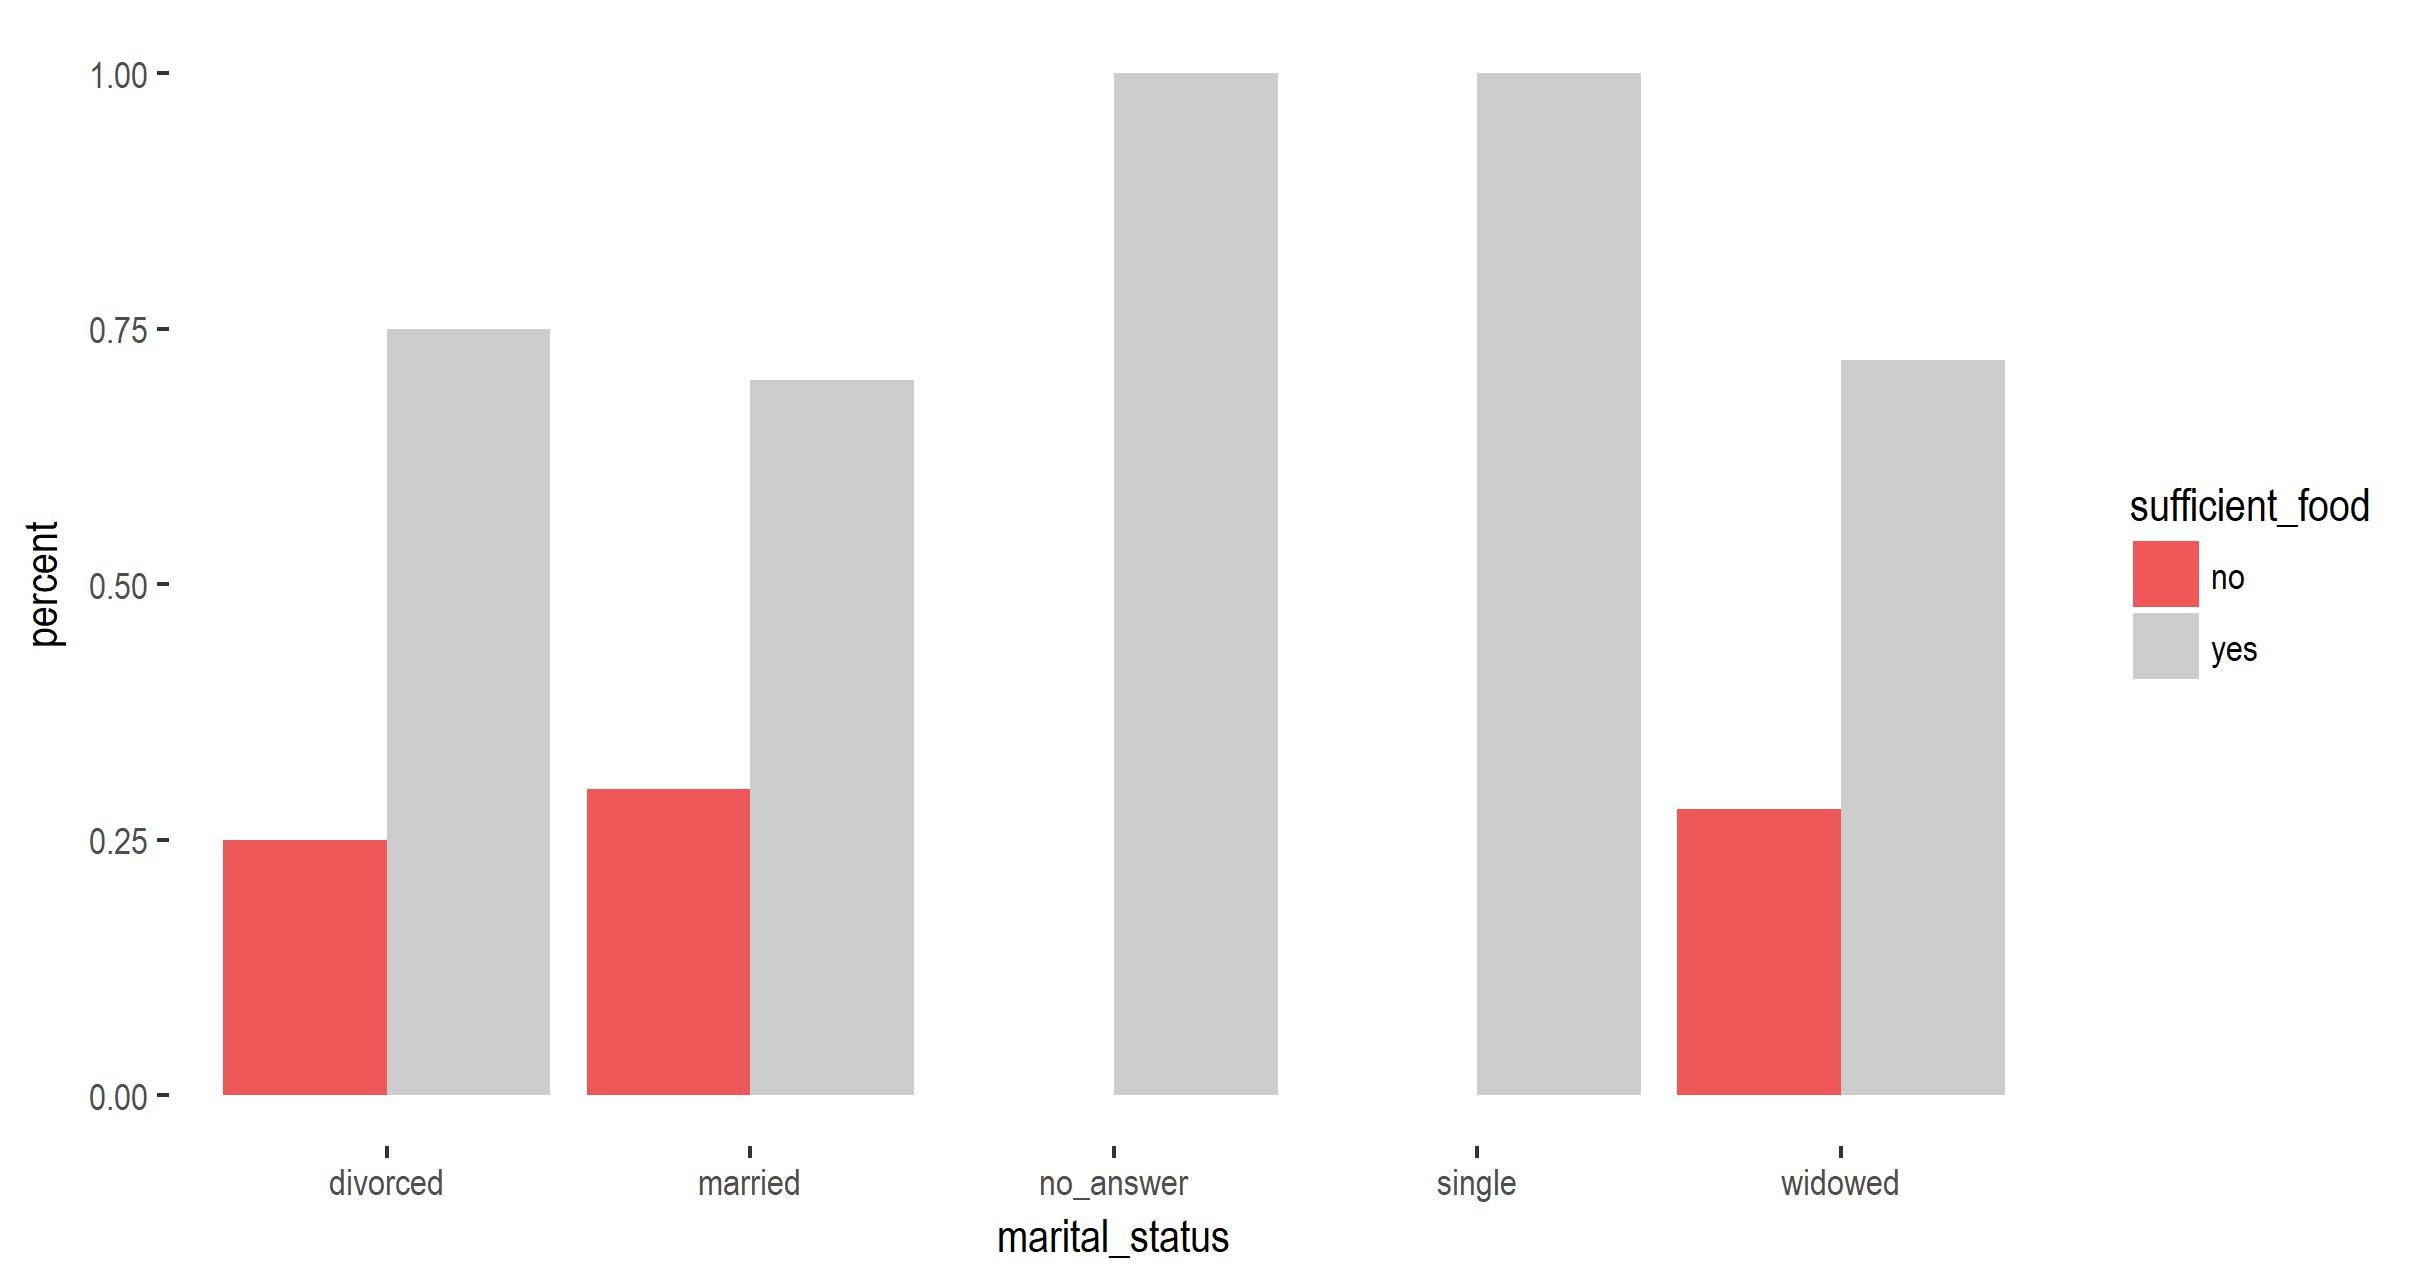 percent
1.00
0.75
0.50
0.25
0.00
divorced
married
no_answer
single
widowed
marital_status
sufficient_food
no
yes